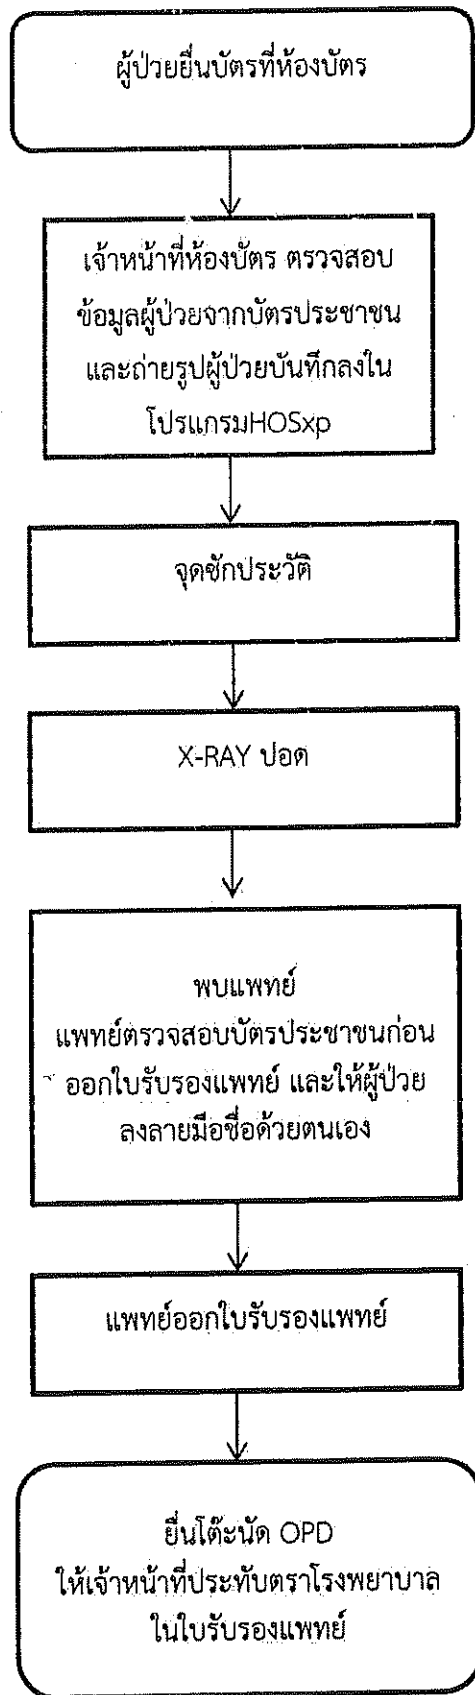 ผู้ป่วยยื่นบัตรที่ห้องบัตร
เจ้าหน้าที่ห้องบัตร ตรวจสอบ
ข้อมูลผู้ป่วยจากบัตรประชาชน
และถ่ายรูปผู้ป่วยบันทึกลงใน
โปรแกรมHOSxp
จุดซักประวัติ
X-RAY ปอด
พบแพทย์
แพทย์ตรวจสอบบัตรประชาชนก่อน
ออกใบรับรองแพทย์ และให้ผู้ป่วย
ลงลายมือชื่อด้วยตนเอง
แพทย์ออกใบรับรองแพทย์
ยื่นโต๊ะนัด OPD
ให้เจ้าหน้าที่ประทับตราโรงพยาบาล
ในใบรับรองแพทย์